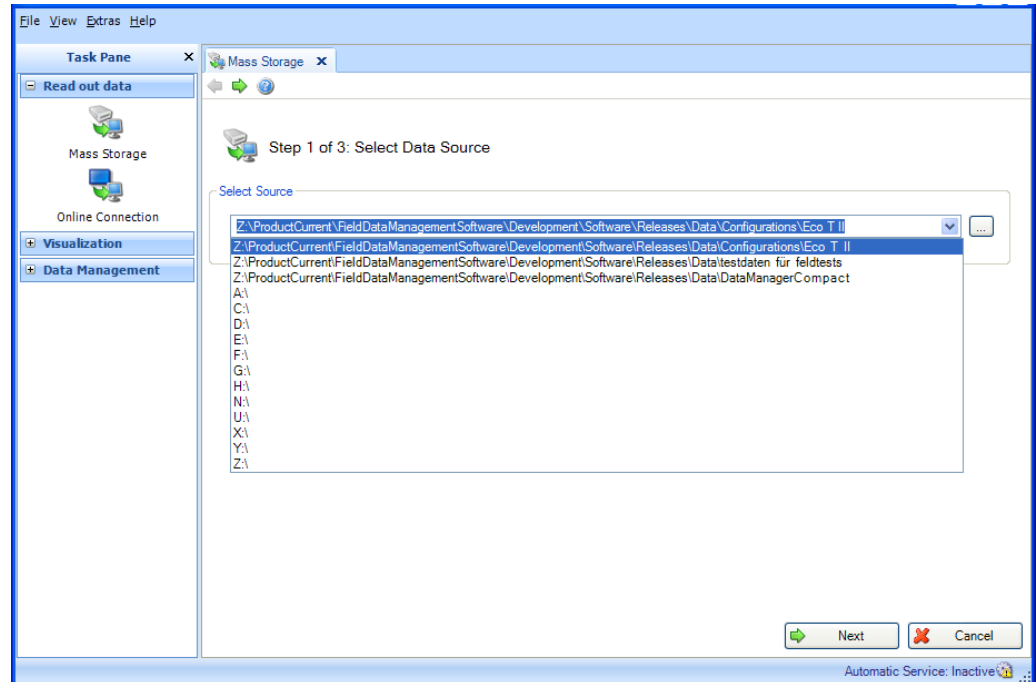 File View Extras Help
Task Pane
Mass Storage
Read out data
Mass Storage
Online Connection
Visualization
Data Management
Step 1 of 3: Select Data Source
Select Source
Z:\ProductCurrent\FieldDataManagementSoftware\Development\Software\Releases\Data\Configurations\Eco T II
...
Z:\ProductCurrent\FieldDataManagementSoftware\Development\Software\Releases\Data\Configurations\Eco T II
Z:\ProductCurrent\FieldDataManagementSoftware\Development\Software\Releases\Data\testdaten für feldtests
Z:\ProductCurrent\FieldDataManagementSoftware\Development\Software\Releases\Data\DataManagerCompact
A:\
C:\
D:\
E:\
F:\
G:\
H:\
N:\
U:\
X:\
Y:\
Z:\
Next
Cancel
Automatic Service: Inactive